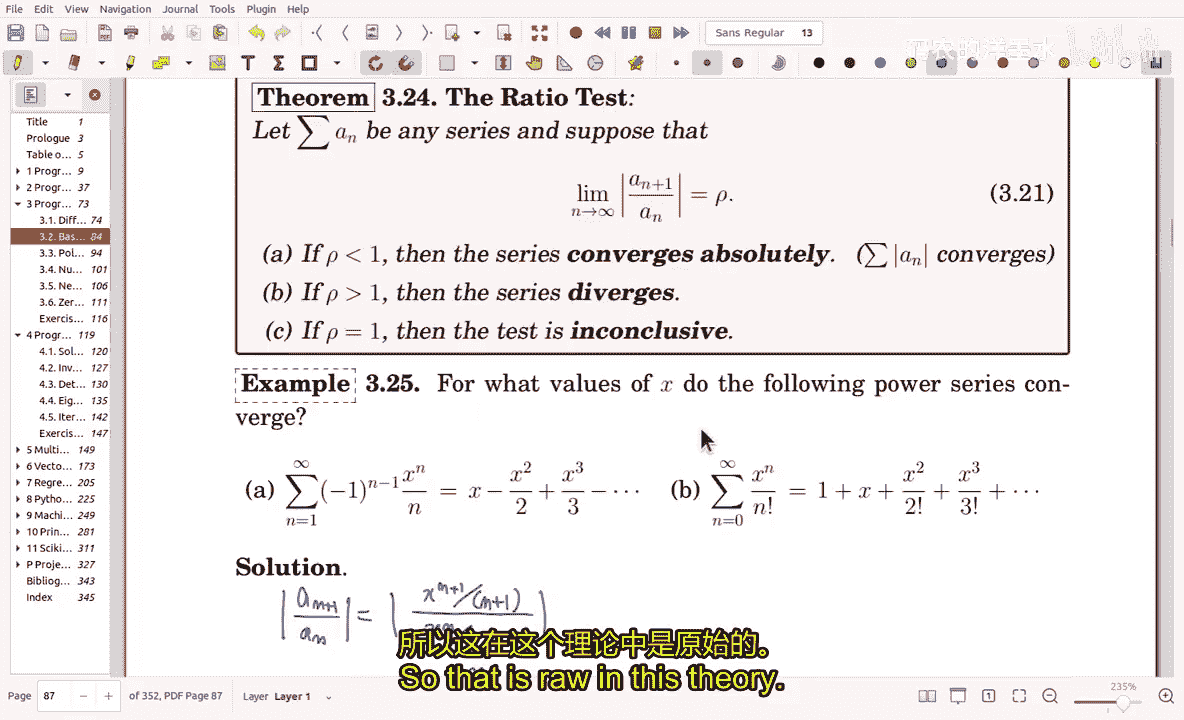 File Edit View Navigation Journal Tools Plugin Help
Sans Regular 13
Title 1
Prologue 3
Table o... 5
1 Progr... 9
2 Progr... 37
3 Progr... 73
3.1. Diff... 74
3.2. Bas... 84
3.3. Pol... 94
3.4. Nu... 101
3.5. Ne... 106
3.6. Zer... 111
Exercis... 116
4 Progr... 119
4.1. Sol... 120
4.2. Inv... 127
4.3. Det... 130
4.4. Eig... 135
4.5. Iter... 142
Exercis... 147
5 Multi... 149
6 Vecto... 173
7 Regre... 205
8 Pytho... 225
9 Machi... 249
10 Prin... 281
11 Sciki... 311
P Proje... 327
Bibliog... 343
Index 345
Theorem 3.24. The Ratio Test:
Let ∑ aₙ be any series and suppose that
lim n→∞ |aₙ₊₁ / aₙ| = ρ. (3.21)
(a) If ρ < 1, then the series converges absolutely. (∑ |aₙ| converges)
(b) If ρ > 1, then the series diverges.
(c) If ρ = 1, then the test is inconclusive.
Example 3.25. For what values of x do the following power series con-
verge?
(a) ∑_{n=1}^{∞} (−1)^{n−1} x^n/n = x − x²/2 + x³/3 − ⋯ (b) ∑_{n=0}^{∞} x^n/n! = 1 + x + x²/2! + x³/3! + ⋯
Solution.
|aₙ₊₁ / aₙ| = | x^{n+1}/(n+1) |
所以这在这个理论中是原始的。
So that is raw in this theory.
Page 87 of 352, PDF Page 87 Layer Layer 1 235%